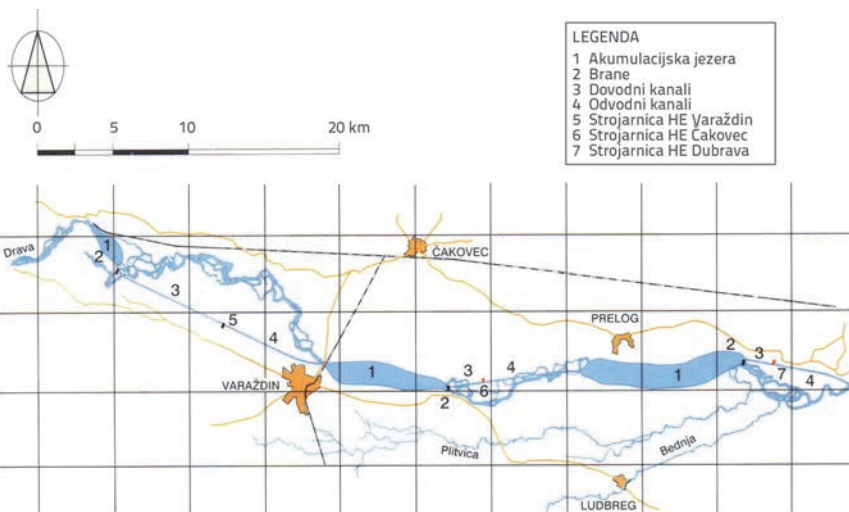 LEGENDA
1 Akumulacijska jezera
2 Brane
3 Dovodni kanali
4 Odvodni kanali
5 Strojarnica HE Varaždin
6 Strojarnica HE Čakovec
7 Strojarnica HE Dubrava
0 5 10 20 km
Drava
1
2
3
5
4
ČAKOVEC
VARAŽDIN
1
2
3
6
4
PRELOG
1
2
3
7
4
Plitvica
Bednja
LUDBREG